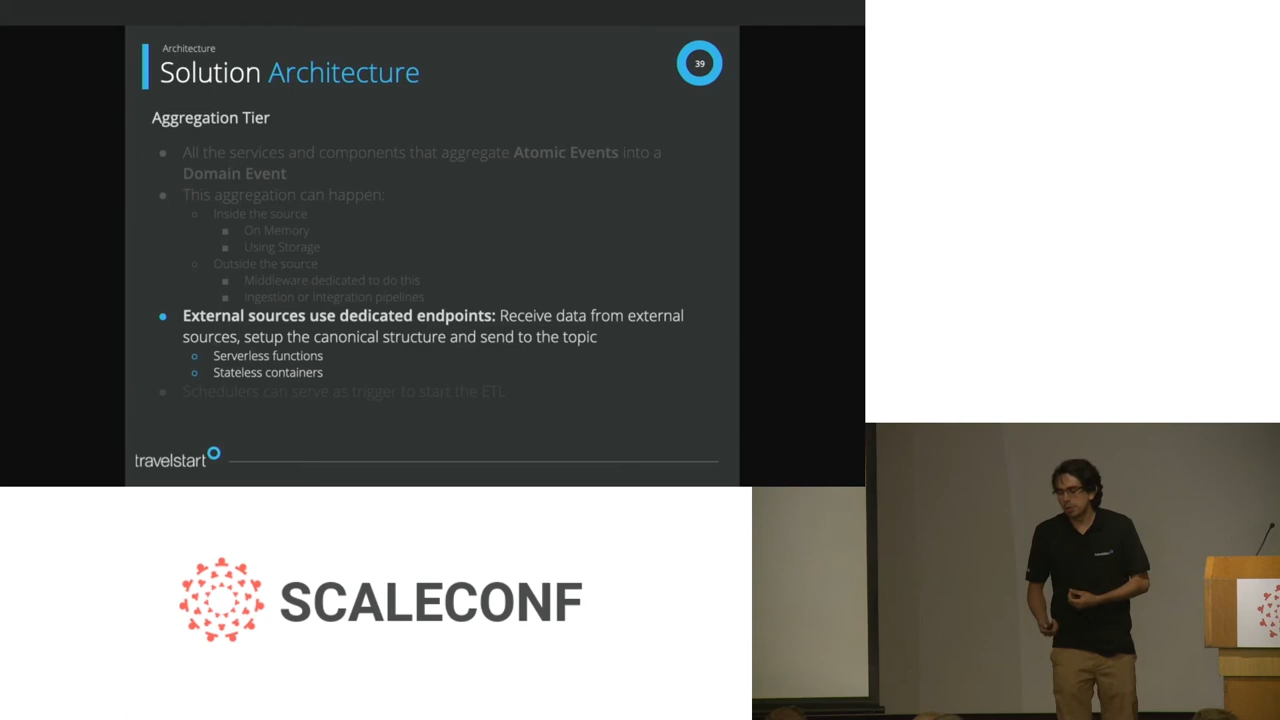 Architecture
Solution Architecture
39
Aggregation Tier
● All the services and components that aggregate Atomic Events into a
Domain Event
● This aggregation can happen:
○ Inside the source
■ On Memory
■ Using Storage
○ Outside the source
■ Middleware dedicated to do this
■ Ingestion or integration pipelines
● External sources use dedicated endpoints: Receive data from external
sources, setup the canonical structure and send to the topic
○ Serverless functions
○ Stateless containers
● Schedulers can serve as trigger to start the ETL
travelstart
SCALECONF